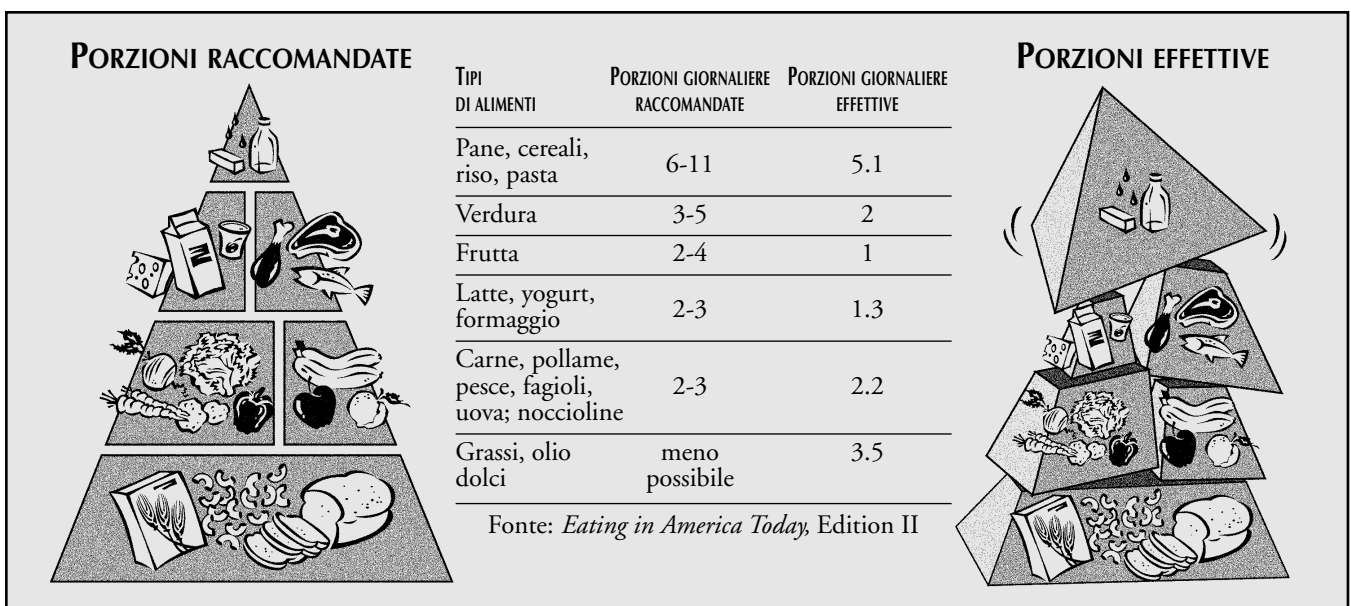 PORZIONI RACCOMANDATE
TIPI
DI ALIMENTI
PORZIONI GIORNALIERE
RACCOMANDATE
PORZIONI GIORNALIERE
EFFETTIVE
Pane, cereali,
riso, pasta
6-11
5.1
Verdura
3-5
2
Frutta
2-4
1
Latte, yogurt,
formaggio
2-3
1.3
Carne, pollame,
pesce, fagioli,
uova; noccioline
2-3
2.2
Grassi, olio
dolci
meno
possibile
3.5
Fonte: Eating in America Today, Edition II
PORZIONI EFFETTIVE